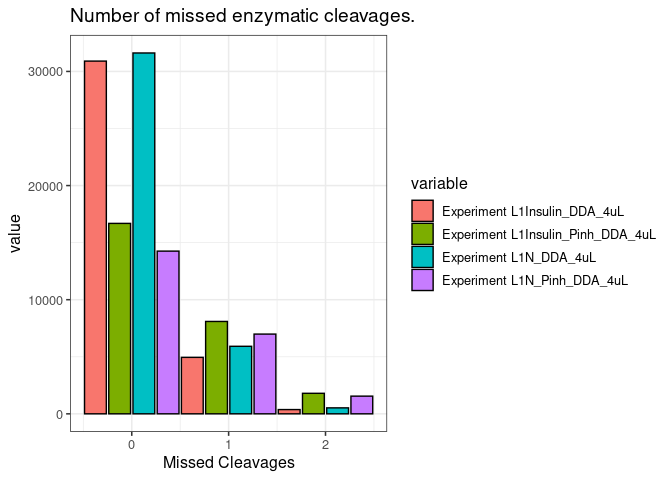 Number of missed enzymatic cleavages.
30000
20000
10000
0
value
0 1 2
Missed Cleavages
variable
Experiment L1Insulin_DDA_4uL
Experiment L1Insulin_Pinh_DDA_4uL
Experiment L1N_DDA_4uL
Experiment L1N_Pinh_DDA_4uL